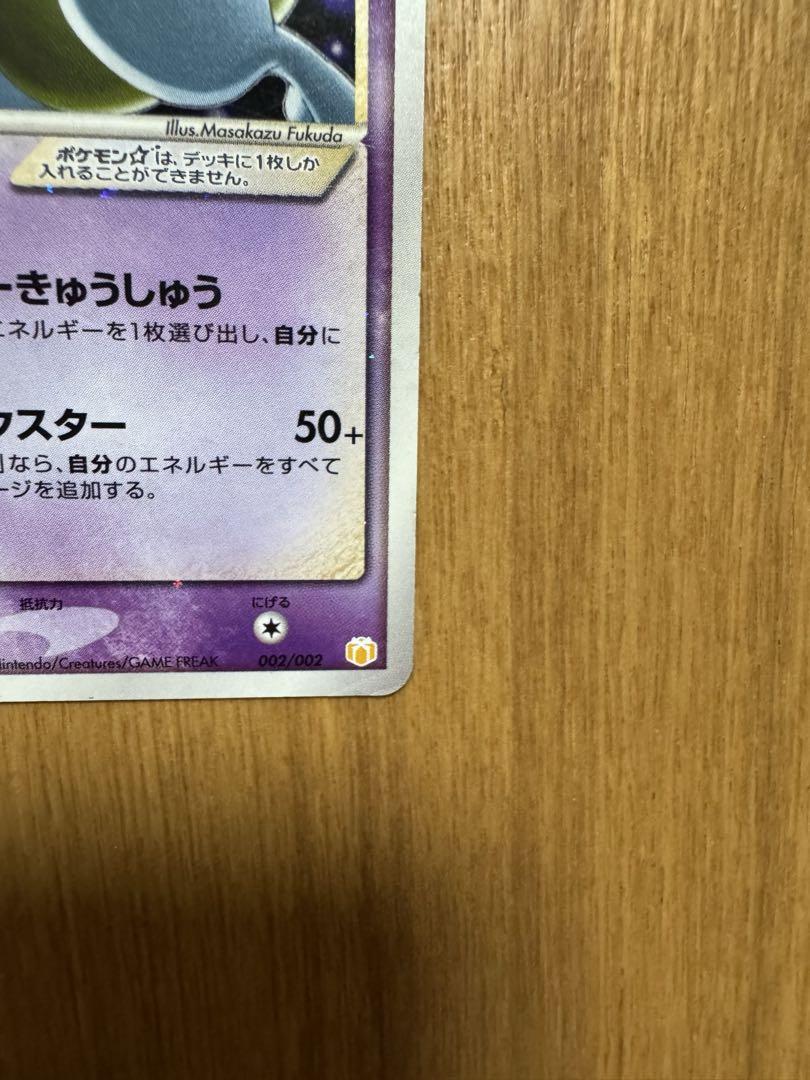 Illus.Masakazu Fukuda
ポケモン☆は、デッキに1枚しか
入れることができません。
ーきゅうしゅう
エネルギーを1枚選び出し、自分に
クスター 50+
なら、自分のエネルギーをすべて
ージを追加する。
抵抗力 にげる
Nintendo/Creatures/GAME FREAK 002/002